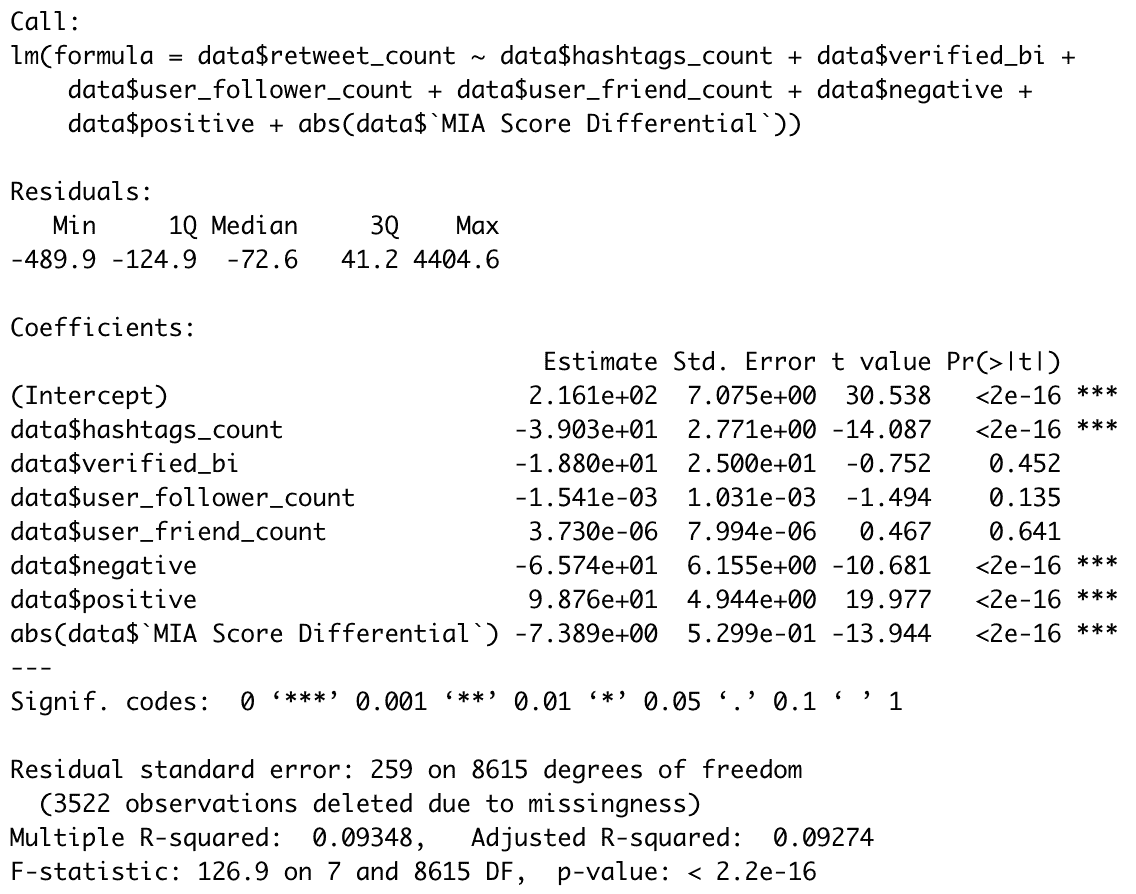 Call:
lm(formula = data$retweet_count ~ data$hashtags_count + data$verified_bi +
    data$user_follower_count + data$user_friend_count + data$negative +
    data$positive + abs(data$`MIA Score Differential`))

Residuals:
   Min     1Q Median     3Q    Max
-489.9 -124.9  -72.6   41.2 4404.6

Coefficients:
                                    Estimate Std. Error t value Pr(>|t|)
(Intercept)                        2.161e+02  7.075e+00  30.538   <2e-16 ***
data$hashtags_count               -3.903e+01  2.771e+00 -14.087   <2e-16 ***
data$verified_bi                  -1.880e+01  2.500e+01  -0.752    0.452
data$user_follower_count          -1.541e-03  1.031e-03  -1.494    0.135
data$user_friend_count             3.730e-06  7.994e-06   0.467    0.641
data$negative                     -6.574e+01  6.155e+00 -10.681   <2e-16 ***
data$positive                      9.876e+01  4.944e+00  19.977   <2e-16 ***
abs(data$`MIA Score Differential`) -7.389e+00  5.299e-01 -13.944   <2e-16 ***
---
Signif. codes:  0 ‘***’ 0.001 ‘**’ 0.01 ‘*’ 0.05 ‘.’ 0.1 ‘ ’ 1

Residual standard error: 259 on 8615 degrees of freedom
  (3522 observations deleted due to missingness)
Multiple R-squared:  0.09348,   Adjusted R-squared:  0.09274
F-statistic: 126.9 on 7 and 8615 DF,  p-value: < 2.2e-16